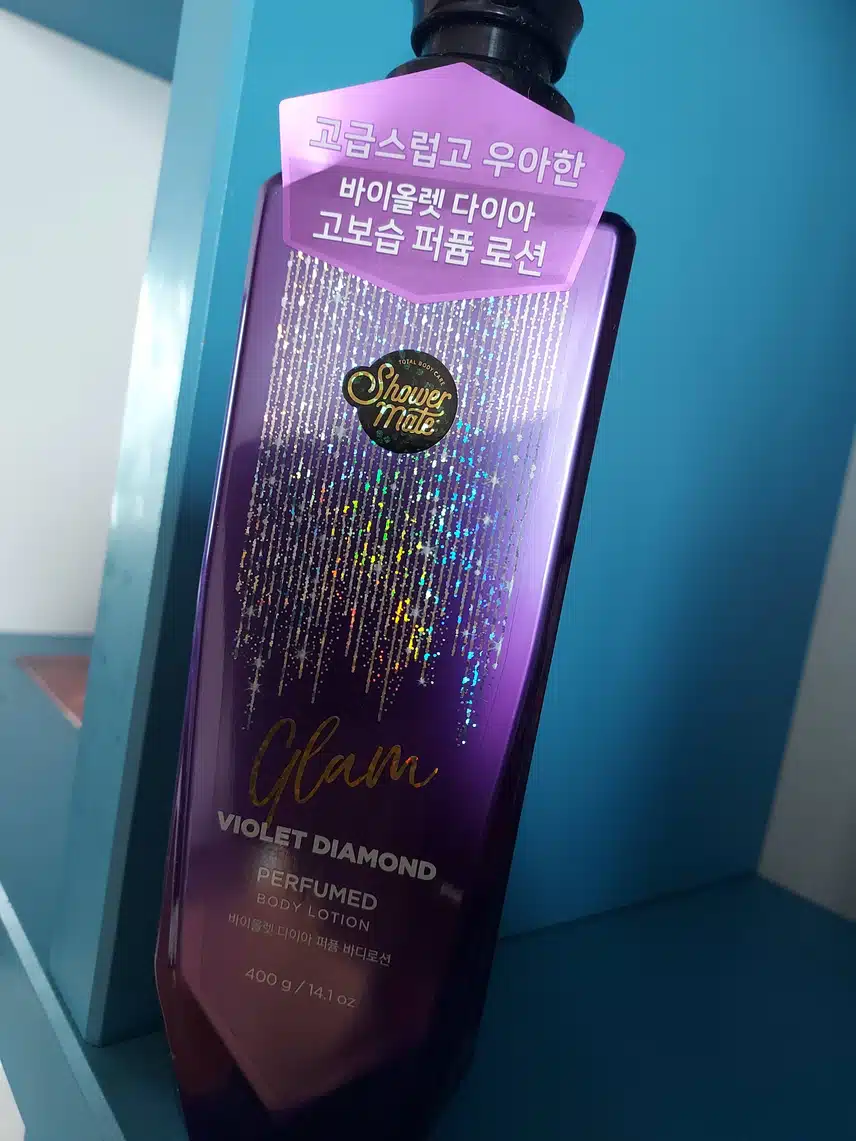 고급스럽고 우아한
바이올렛 다이아
고보습 퍼퓸 로션
TOTAL BODY CARE
Shower
Mate
Glam
VIOLET DIAMOND
PERFUMED
BODY LOTION
바이올렛 다이아 퍼퓸 바디로션
400 g / 14.1 oz